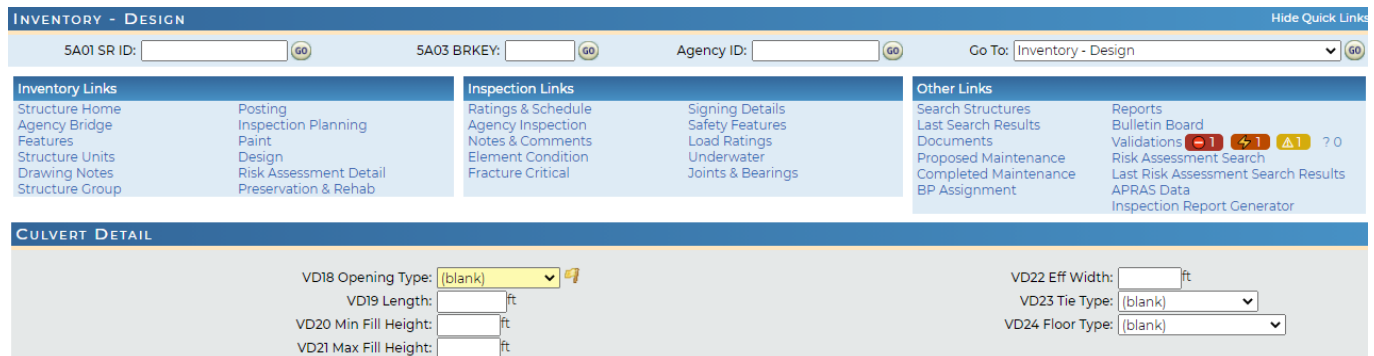 INVENTORY - DESIGN Hide Quick Links
5A01 SR ID: GO 5A03 BRKEY: GO Agency ID: GO Go To: Inventory - Design GO
Inventory Links
Structure Home Posting
Agency Bridge Inspection Planning
Features Paint
Structure Units Design
Drawing Notes Risk Assessment Detail
Structure Group Preservation & Rehab
Inspection Links
Ratings & Schedule Signing Details
Agency Inspection Safety Features
Notes & Comments Load Ratings
Element Condition Underwater
Fracture Critical Joints & Bearings
Other Links
Search Structures Reports
Last Search Results Bulletin Board
Documents Validations 1 1 1 ? 0
Proposed Maintenance Risk Assessment Search
Completed Maintenance Last Risk Assessment Search Results
BP Assignment APRAS Data
Inspection Report Generator
CULVERT DETAIL
VD18 Opening Type: (blank)
VD19 Length: ft
VD20 Min Fill Height: ft
VD21 Max Fill Height: ft
VD22 Eff Width: ft
VD23 Tie Type: (blank)
VD24 Floor Type: (blank)